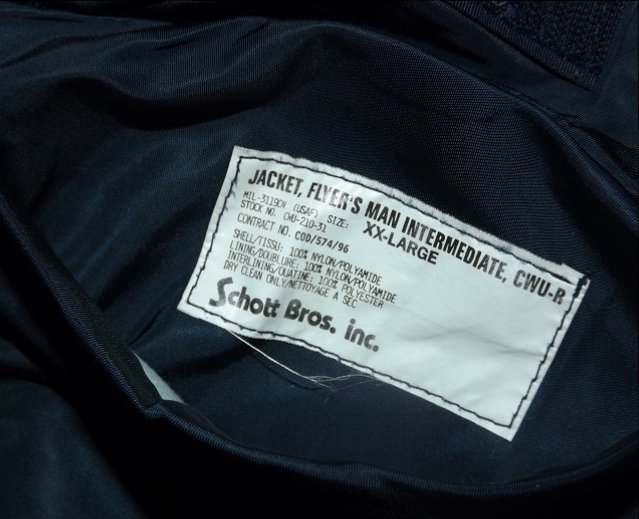 JACKET, FLYER'S MAN INTERMEDIATE, CWU-R
MIL-3119CN (USAF) SIZE: XX-LARGE
STOCK NO. CWU-210-31
CONTRACT NO. COD/574/96
SHELL/TISSU: 100% NYLON/POLYAMIDE
LINING/DOUBLURE: 100% NYLON/POLYAMIDE
INTERLINING/OUATINE: 100% POLYESTER
DRY CLEAN ONLY/NETTOYAGE A SEC
Schott Bros. inc.